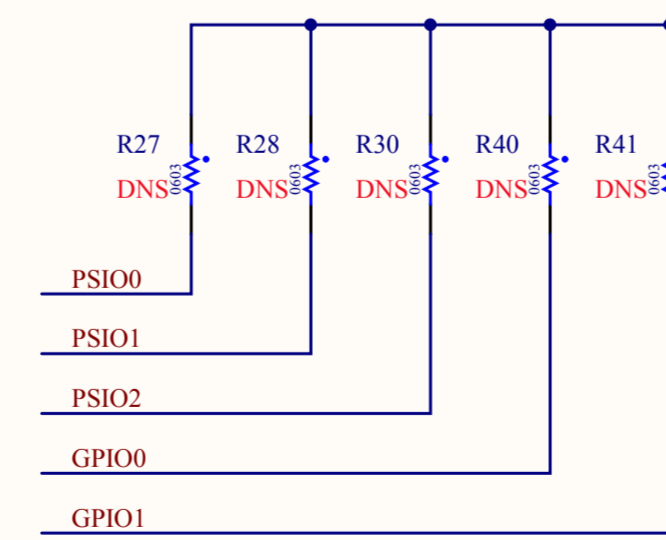 R27 R28 R30 R40 R41
DNS 0603 DNS 0603 DNS 0603 DNS 0603 DNS 0603
PSIO0
PSIO1
PSIO2
GPIO0
GPIO1